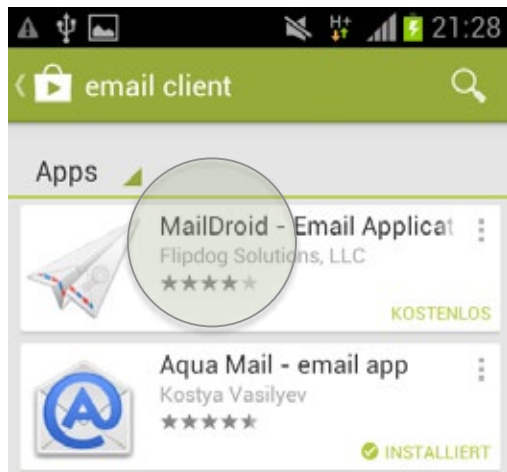 H+ 21:28
email client
Apps
MailDroid - Email Applicat
Flipdog Solutions, LLC
KOSTENLOS
Aqua Mail - email app
Kostya Vasilyev
INSTALLIERT